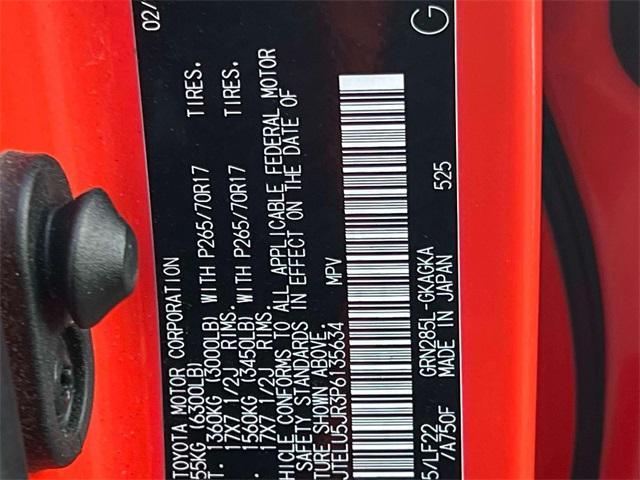 02/
TOYOTA MOTOR CORPORATION
55KG (6300LB)
T. 1360KG (3000LB) WITH P265/70R17 TIRES.
17X7 1/2J RIMS.
1560KG (3450LB) WITH P265/70R17 TIRES.
17X7 1/2J RIMS.
HICLE CONFORMS TO ALL APPLICABLE FEDERAL MOTOR
SAFETY STANDARDS IN EFFECT ON THE DATE OF
TURE SHOWN ABOVE.
JTELU5JR3P6135634 MPV
5/LF22 GRN285L-GKAGKA 525
/A750F MADE IN JAPAN
G